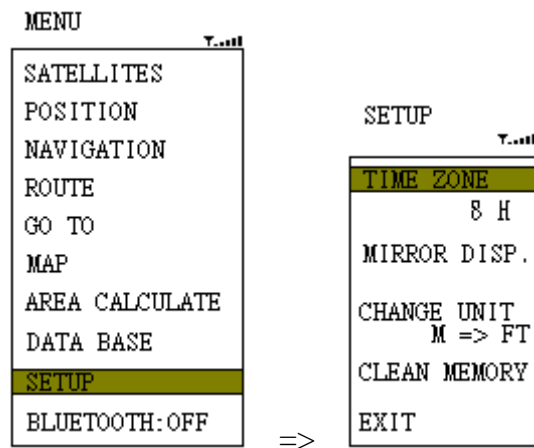 MENU
SATELLITES
POSITION
NAVIGATION
ROUTE
GO TO
MAP
AREA CALCULATE
DATA BASE
SETUP
BLUETOOTH:OFF
=>
SETUP
TIME ZONE
8 H
MIRROR DISP.
CHANGE UNIT
M => FT
CLEAN MEMORY
EXIT